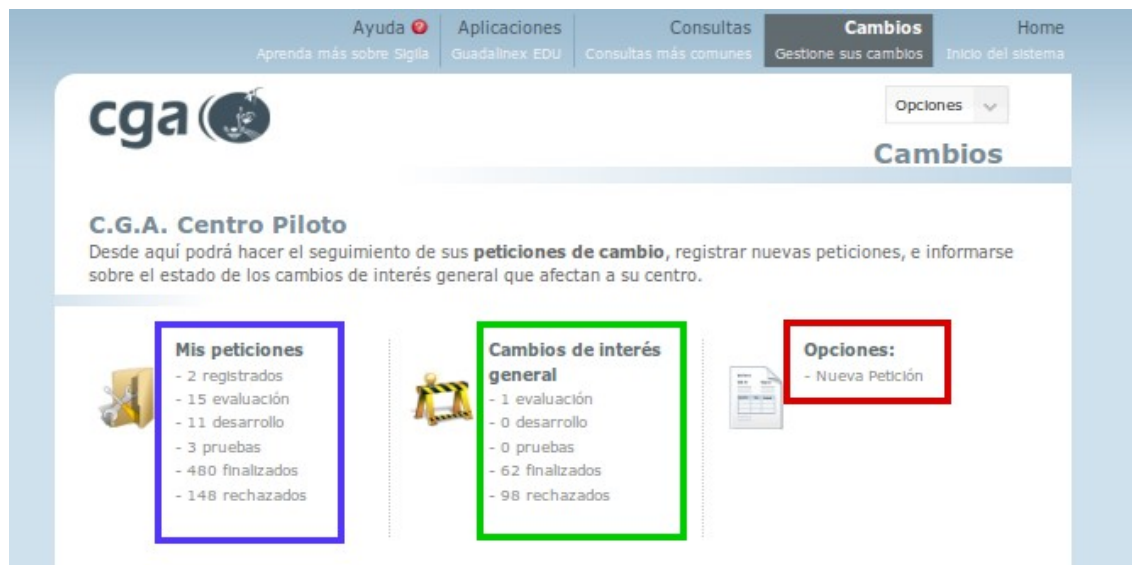 Ayuda Aplicaciones Consultas Cambios Home
Aprenda más sobre Sigila Guadalinex EDU Consultas más comunes Gestione sus cambios Inicio del sistema
cga
Opciones
Cambios
C.G.A. Centro Piloto
Desde aquí podrá hacer el seguimiento de sus peticiones de cambio, registrar nuevas peticiones, e informarse
sobre el estado de los cambios de interés general que afectan a su centro.
Mis peticiones
- 2 registrados
- 15 evaluación
- 11 desarrollo
- 3 pruebas
- 480 finalizados
- 148 rechazados
Cambios de interés
general
- 1 evaluación
- 0 desarrollo
- 0 pruebas
- 62 finalizados
- 98 rechazados
Opciones:
- Nueva Petición